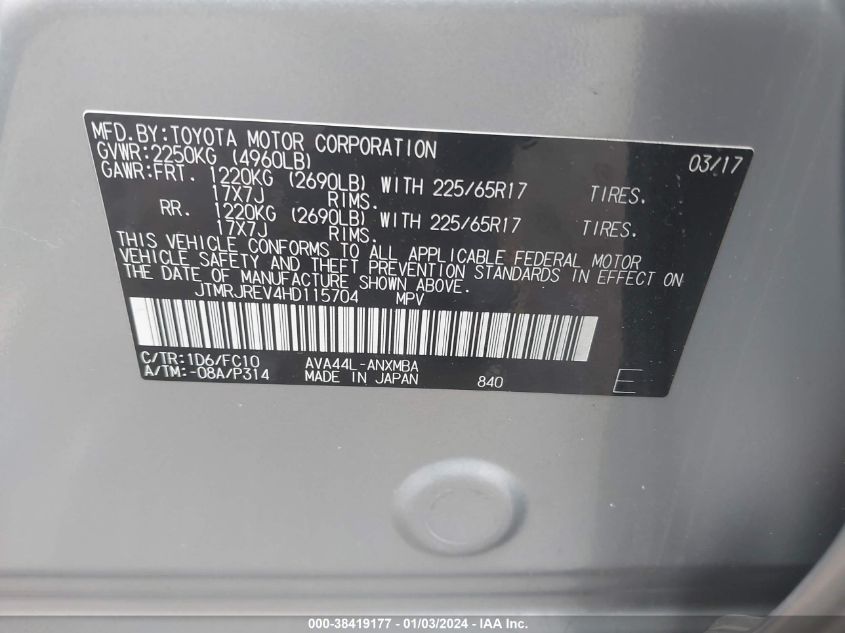 MFD.BY:TOYOTA MOTOR CORPORATION 03/17
GVWR:2250KG (4960LB)
GAWR:FRT. 1220KG (2690LB) WITH 225/65R17 TIRES.
17X7J RIMS.
RR. 1220KG (2690LB) WITH 225/65R17 TIRES.
17X7J RIMS.
THIS VEHICLE CONFORMS TO ALL APPLICABLE FEDERAL MOTOR
VEHICLE SAFETY AND THEFT PREVENTION STANDARDS IN EFFECT ON
THE DATE OF MANUFACTURE SHOWN ABOVE.
JTMRJREV4HD115704 MPV
C/TR:1D6/FC10 AVA44L-ANXMBA
A/TM:-08A/P314 MADE IN JAPAN 840 E
000-38419177 - 01/03/2024 - IAA Inc.